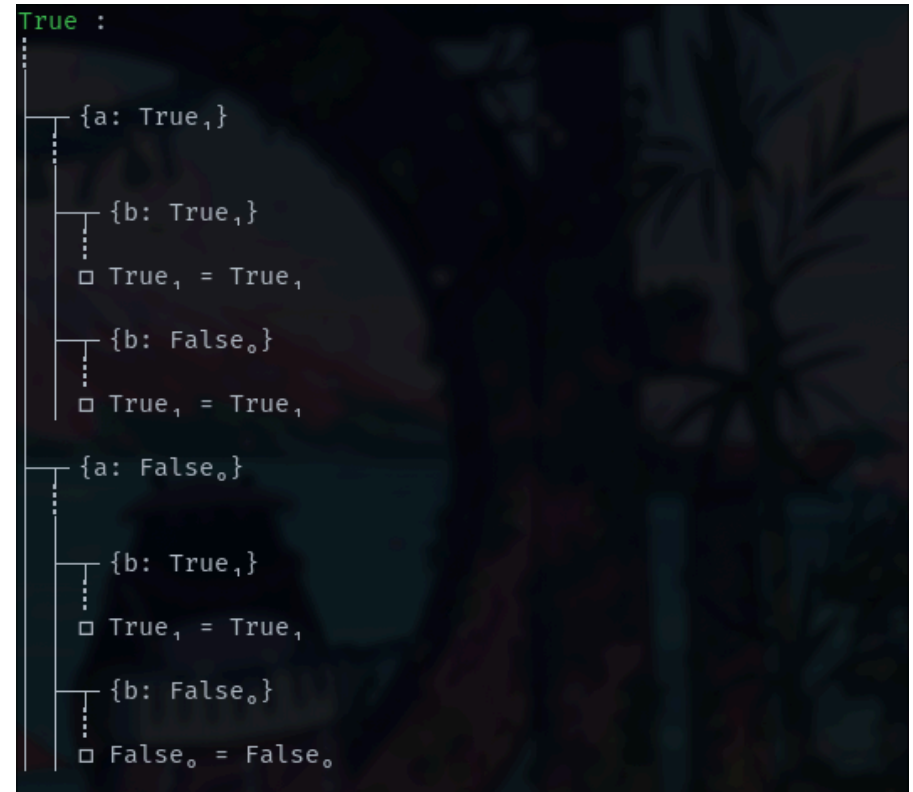 True :
{a: True₁}
{b: True₁}
□ True₁ = True₁
{b: False₀}
□ True₁ = True₁
{a: False₀}
{b: True₁}
□ True₁ = True₁
{b: False₀}
□ False₀ = False₀